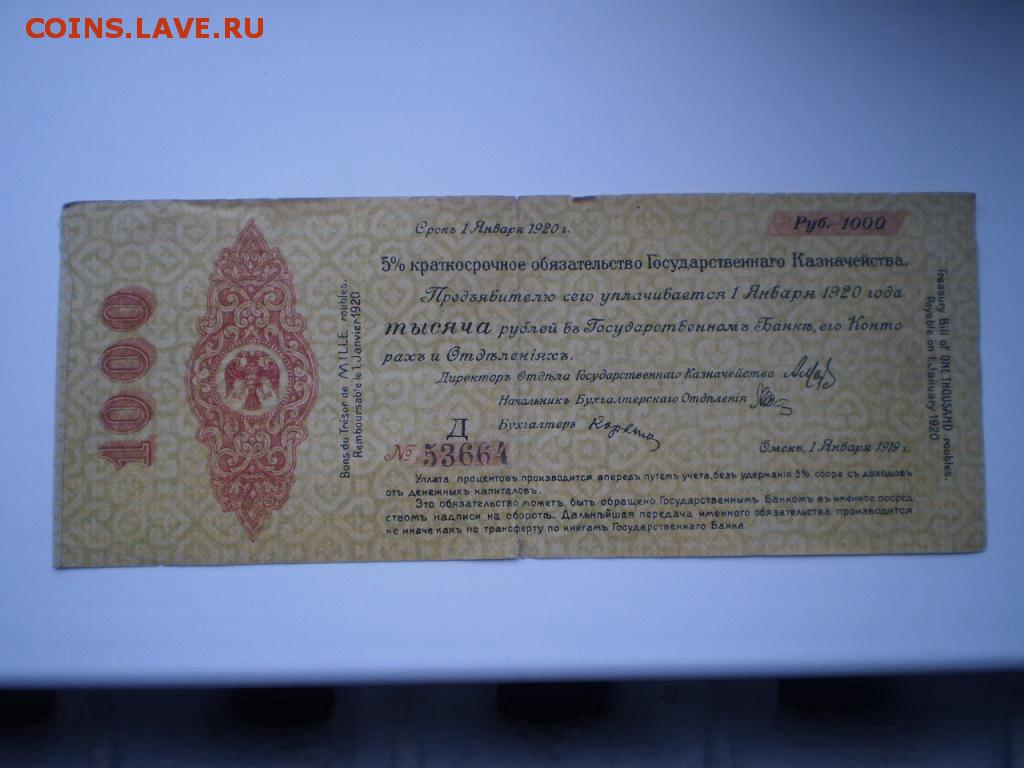 COINS.LAVE.RU
1000
Bons du Trésor de MILLE roubles.
Remboursable le 1 Janvier 1920
Срокъ 1 Января 1920 г.
Руб. 1000
5% краткосрочное обязательство Государственнаго Казначейства.
Предъявителю сего уплачивается 1 Января 1920 года
тысяча рублей въ Государственномъ Банкѣ, его Конто
рахъ и Отдѣленіяхъ.
Директоръ Отдѣла Государственнаго Казначейства
Начальникъ Бухгалтерскаго Отдѣленія
Бухгалтеръ
Д
№ 53664
Омскъ, 1 Января 1919 г.
Уплата процентовъ производится впередъ путемъ учета, безъ удержанія 5% сбора съ доходовъ
отъ денежныхъ капиталовъ.
Это обязательство можетъ быть обращено Государственнымъ Банкомъ въ именное посред-
ствомъ надписи на оборотѣ. Дальнѣйшая передача именного обязательства производится
не иначе какъ по трансферту по книгамъ Государственнаго Банка.
Treasury Bill of ONE THOUSAND roubles.
Payable on 1. January 1920